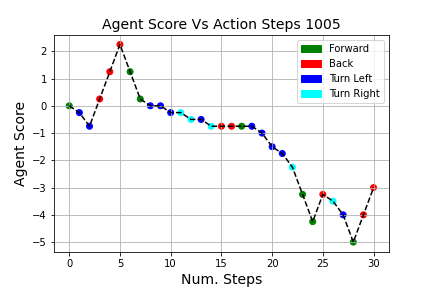 Agent Score Vs Action Steps 1005
Agent Score
2
1
0
−1
−2
−3
−4
−5
Forward
Back
Turn Left
Turn Right
0 5 10 15 20 25 30
Num. Steps